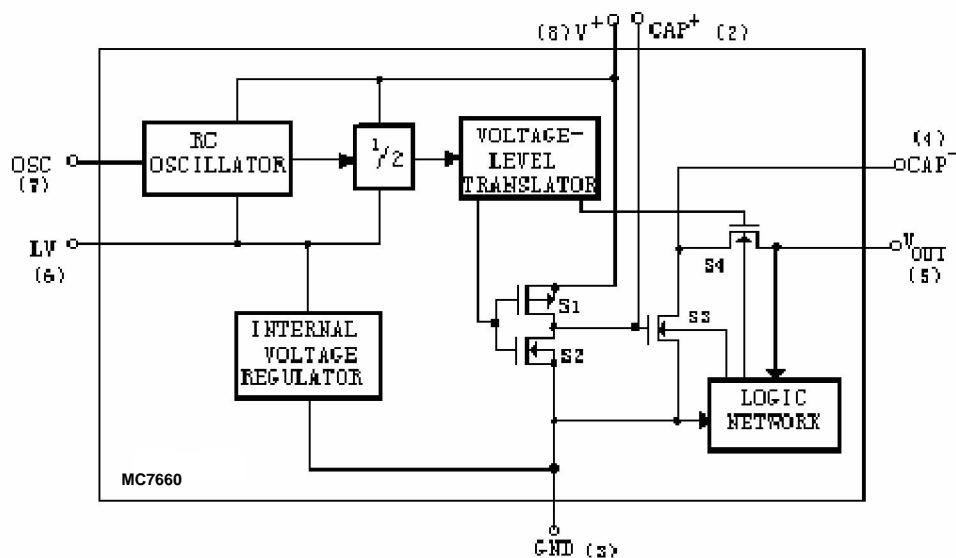 (8) V+ CAP+ (2)
RC
OSCILLATOR
1/2
VOLTAGE-
LEVEL
TRANSLATOR
(4)
CAP-
OSC
(7)
LV
(6)
VOUT
(5)
S4
S1
S3
S2
INTERNAL
VOLTAGE
REGULATOR
LOGIC
NETWORK
MC7660
GND (3)